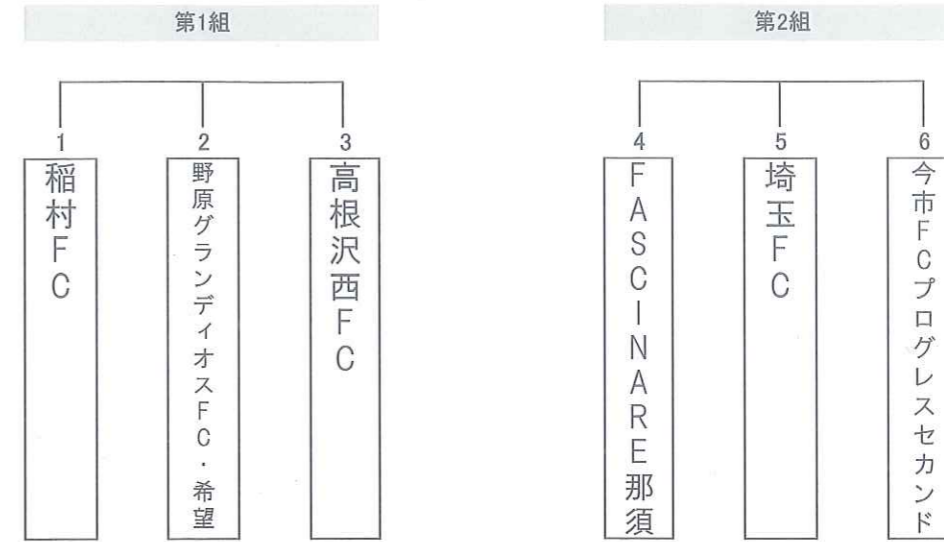 第1組
1
稲村FC
2
野原グランディオスFC・希望
3
高根沢西FC
第2組
4
FASCINARE那須
5
埼玉FC
6
今市FCプログレスセカンド